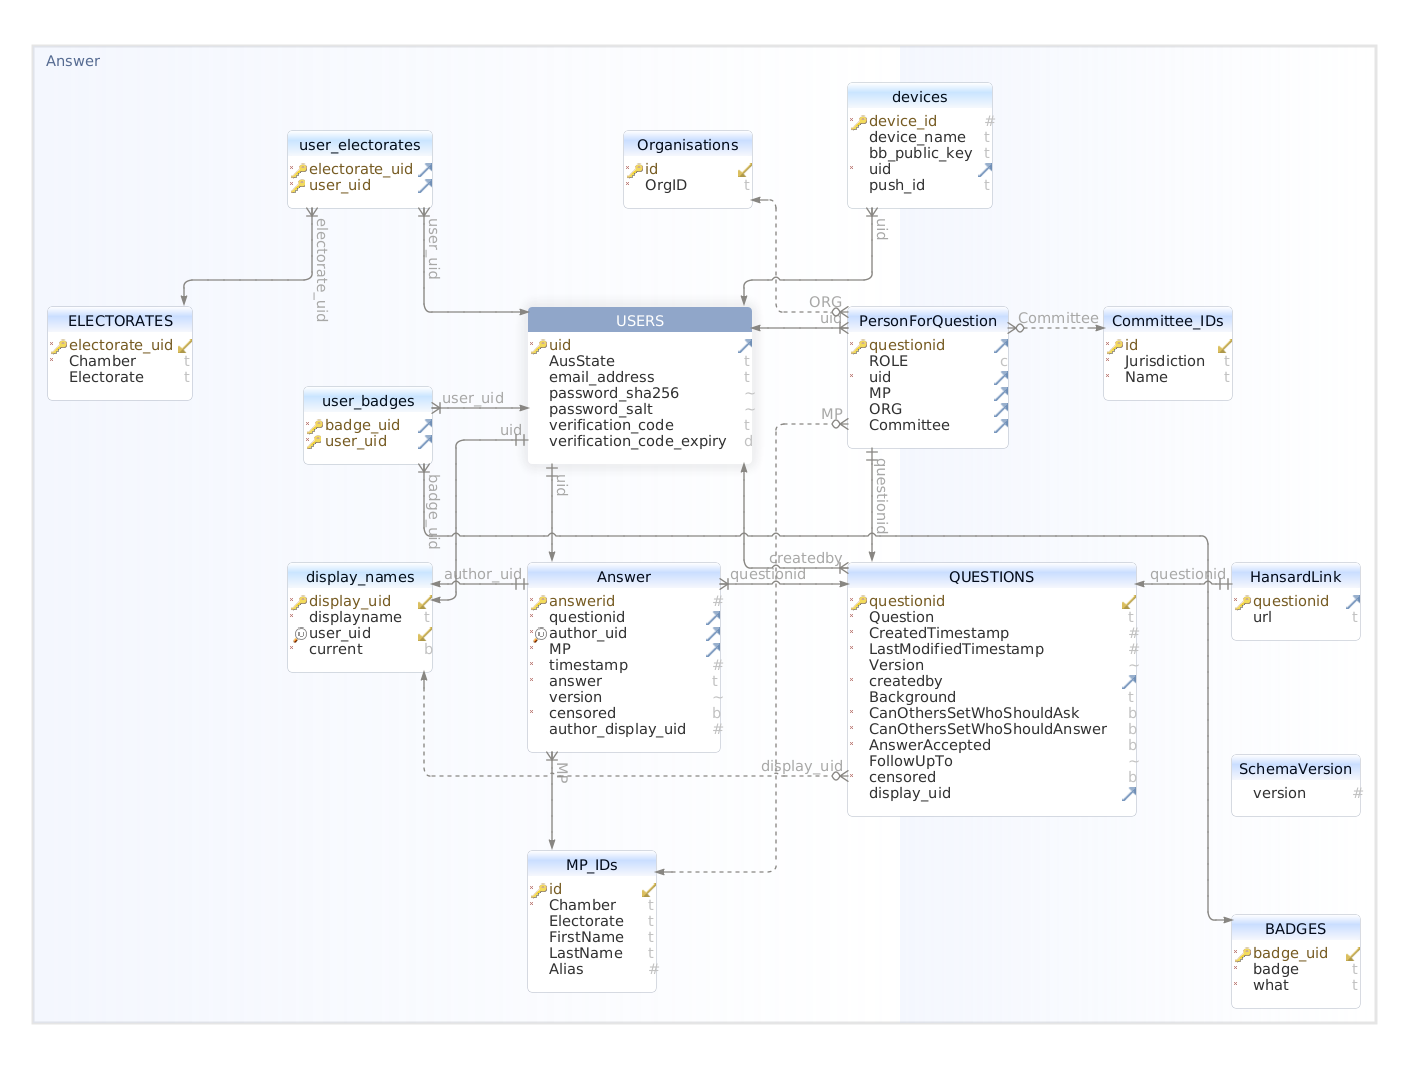 Answer
devices
device_id #
device_name t
bb_public_key t
uid
push_id t
user_electorates
electorate_uid
user_uid
Organisations
id
OrgID t
electorate_uid
user_uid
uid
ORG
uid
Committee
ELECTORATES
electorate_uid
Chamber t
Electorate t
USERS
uid
AusState t
email_address t
password_sha256 ~
password_salt ~
verification_code t
verification_code_expiry d
PersonForQuestion
questionid
ROLE c
uid
MP
ORG
Committee
Committee_IDs
id
Jurisdiction t
Name t
user_badges
badge_uid
user_uid
user_uid
uid
MP
badge_uid
uid
questionid
createdby
author_uid
questionid
questionid
display_names
display_uid
displayname t
user_uid
current b
Answer
answerid #
questionid
author_uid
MP
timestamp #
answer t
version ~
censored b
author_display_uid #
QUESTIONS
questionid
Question t
CreatedTimestamp #
LastModifiedTimestamp #
Version ~
createdby
Background t
CanOthersSetWhoShouldAsk b
CanOthersSetWhoShouldAnswer b
AnswerAccepted b
FollowUpTo ~
censored b
display_uid
HansardLink
questionid
url t
display_uid
MP
SchemaVersion
version #
MP_IDs
id
Chamber t
Electorate t
FirstName t
LastName t
Alias #
BADGES
badge_uid
badge t
what t